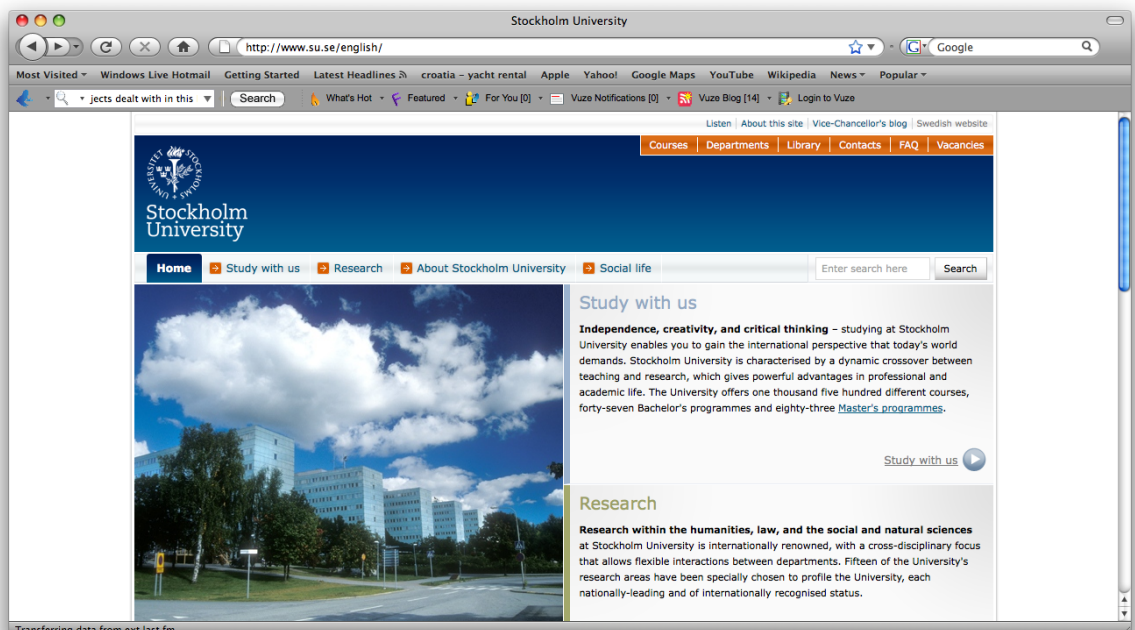 Stockholm University
http://www.su.se/english/
Google
Most Visited Windows Live Hotmail Getting Started Latest Headlines croatia – yacht rental Apple Yahoo! Google Maps YouTube Wikipedia News Popular
jects dealt with in this Search What's Hot Featured For You [0] Vuze Notifications [0] Vuze Blog [14] Login to Vuze
Listen About this site Vice-Chancellor's blog Swedish website
Courses Departments Library Contacts FAQ Vacancies
STOCKHOLMS UNIVERSITET
Stockholm
University
Home Study with us Research About Stockholm University Social life Enter search here Search
Study with us
Independence, creativity, and critical thinking – studying at Stockholm
University enables you to gain the international perspective that today's world
demands. Stockholm University is characterised by a dynamic crossover between
teaching and research, which gives powerful advantages in professional and
academic life. The University offers one thousand five hundred different courses,
forty-seven Bachelor's programmes and eighty-three Master's programmes.
Study with us
Research
Research within the humanities, law, and the social and natural sciences
at Stockholm University is internationally renowned, with a cross-disciplinary focus
that allows flexible interactions between departments. Fifteen of the University's
research areas have been specially chosen to profile the University, each
nationally-leading and of internationally recognised status.
Transferring data from ext.last.fm